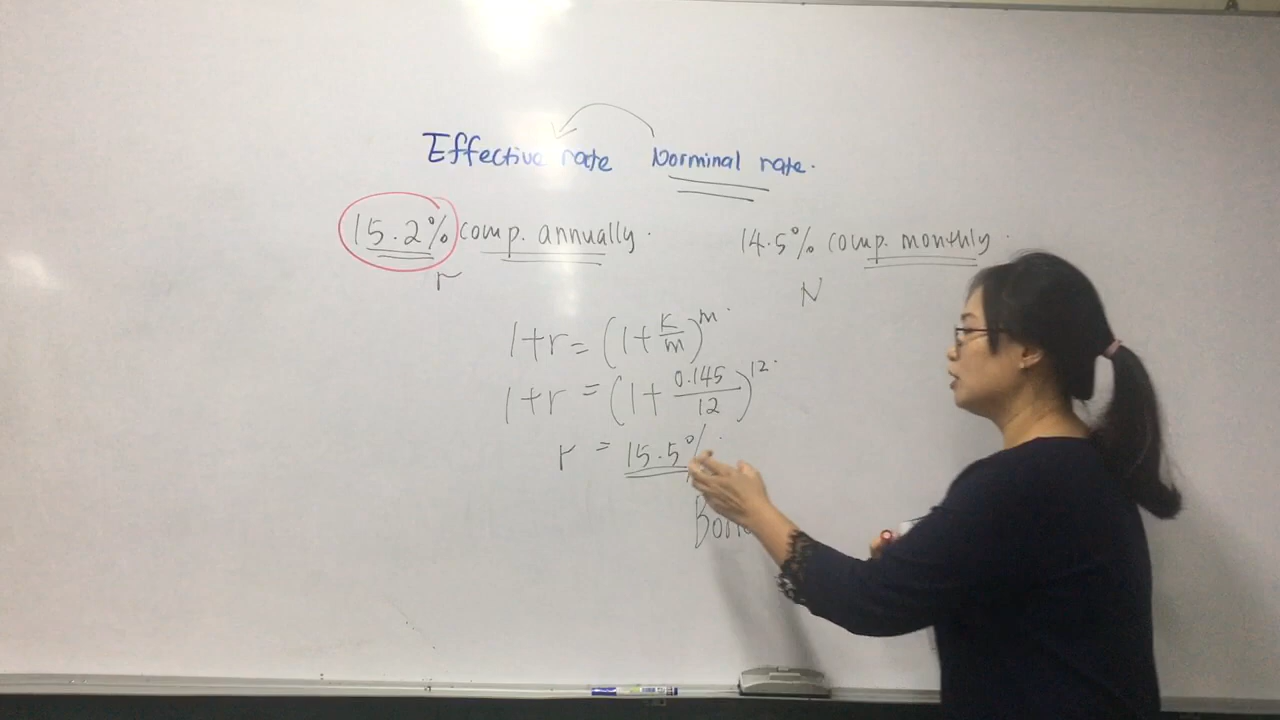 Effective rate Norminal rate.
15.2% comp. annually. 14.5% comp. monthly.
r N
1+r = (1+K/m)^m.
1+r = (1+0.145/12)^12.
r = 15.5%.